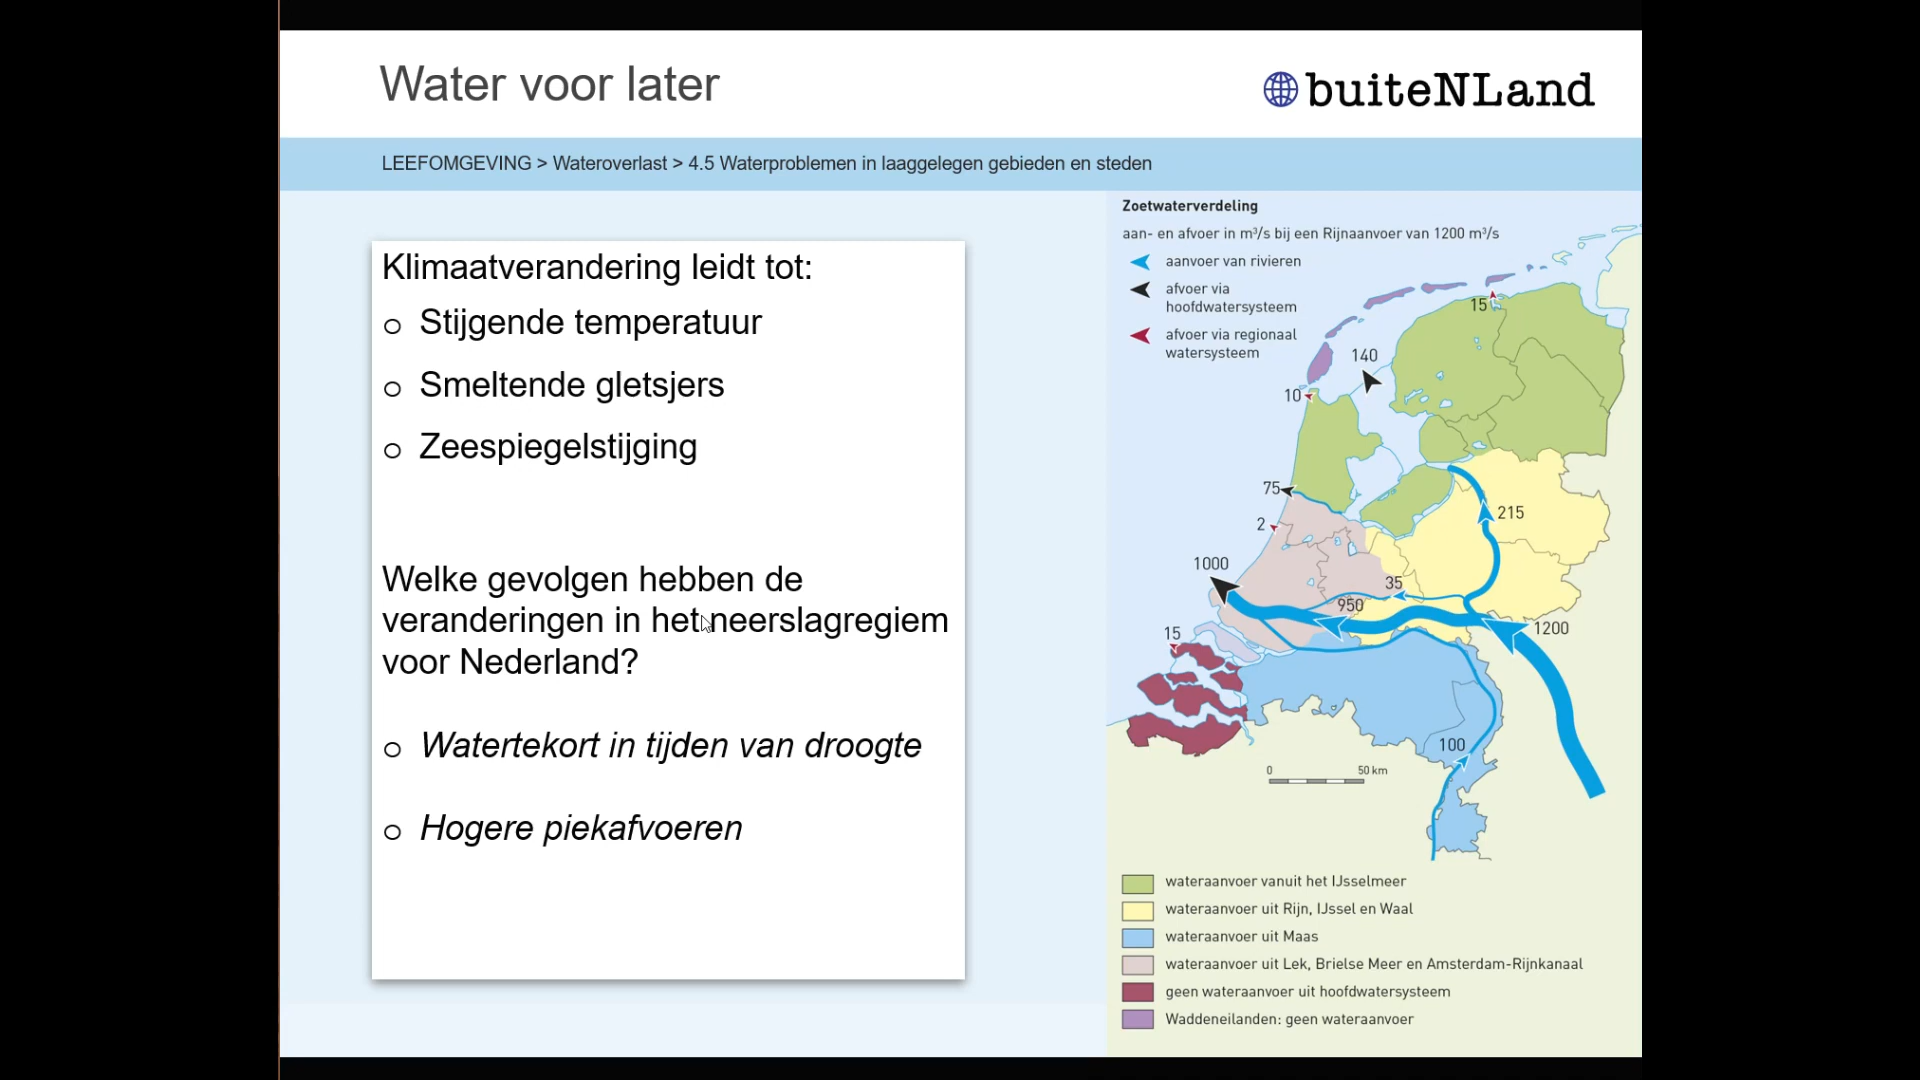 Water voor later
buiteNLand
LEEFOMGEVING > Wateroverlast > 4.5 Waterproblemen in laaggelegen gebieden en steden
Klimaatverandering leidt tot:
o Stijgende temperatuur
o Smeltende gletsjers
o Zeespiegelstijging
Welke gevolgen hebben de
veranderingen in het neerslagregiem
voor Nederland?
o Watertekort in tijden van droogte
o Hogere piekafvoeren
Zoetwaterverdeling
aan- en afvoer in m³/s bij een Rijnaanvoer van 1200 m³/s
aanvoer van rivieren
afvoer via
hoofdwatersysteem
afvoer via regionaal
watersysteem
15
140
10
75
2
215
1000
35
950
1200
15
100
0 50 km
wateraanvoer vanuit het IJsselmeer
wateraanvoer uit Rijn, IJssel en Waal
wateraanvoer uit Maas
wateraanvoer uit Lek, Brielse Meer en Amsterdam-Rijnkanaal
geen wateraanvoer uit hoofdwatersysteem
Waddeneilanden: geen wateraanvoer